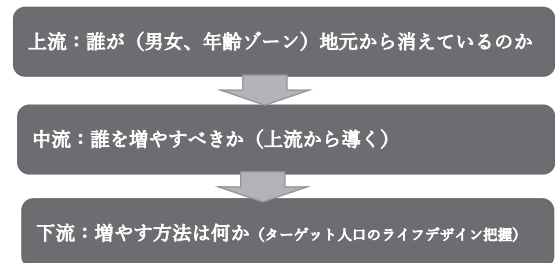 上流：誰が（男女、年齢ゾーン）地元から消えているのか
中流：誰を増やすべきか（上流から導く）
下流：増やす方法は何か（ターゲット人口のライフデザイン把握）